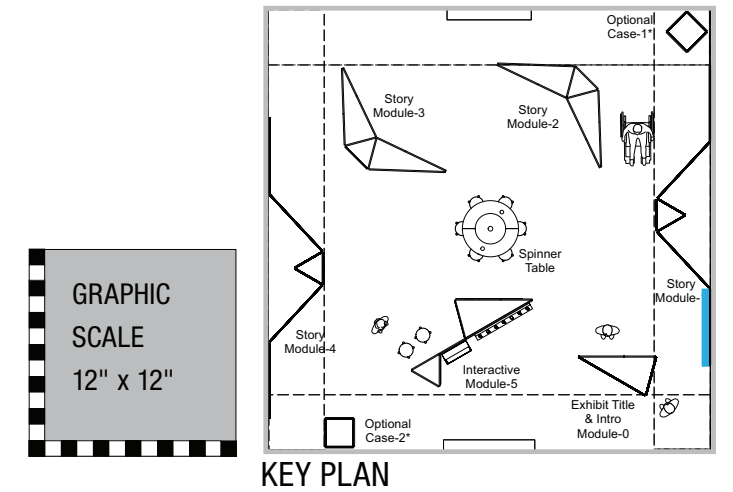 Optional
Case-1*
Story
Module-3
Story
Module-2
Spinner
Table
GRAPHIC
SCALE
12" x 12"
Story
Module-
Story
Module-4
Interactive
Module-5
Exhibit Title
& Intro
Module-0
Optional
Case-2*
KEY PLAN